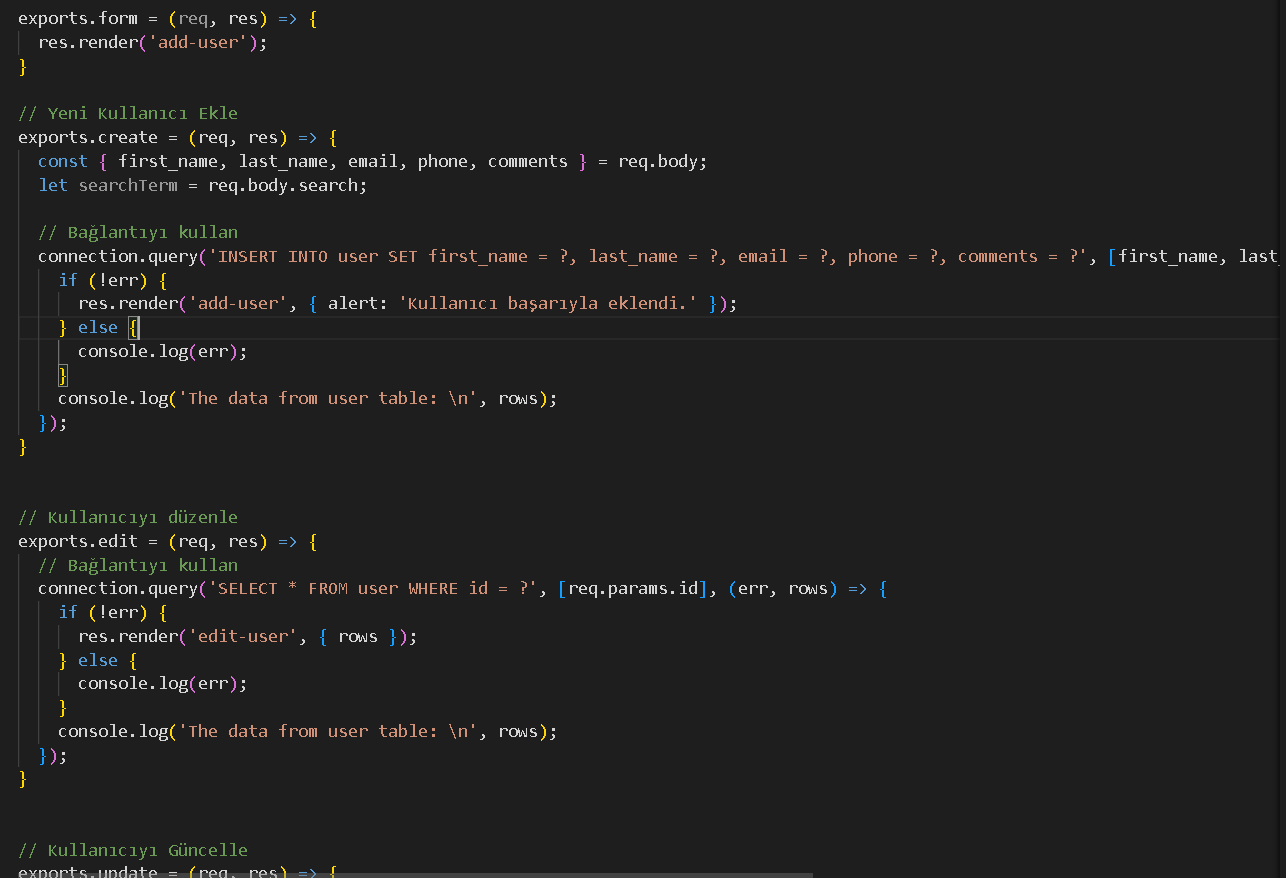 exports.form = (req, res) => {
  res.render('add-user');
}

// Yeni Kullanıcı Ekle
exports.create = (req, res) => {
  const { first_name, last_name, email, phone, comments } = req.body;
  let searchTerm = req.body.search;

  // Bağlantıyı kullan
  connection.query('INSERT INTO user SET first_name = ?, last_name = ?, email = ?, phone = ?, comments = ?', [first_name, last_
    if (!err) {
      res.render('add-user', { alert: 'Kullanıcı başarıyla eklendi.' });
    } else {
      console.log(err);
    }
    console.log('The data from user table: \n', rows);
  });
}


// Kullanıcıyı düzenle
exports.edit = (req, res) => {
  // Bağlantıyı kullan
  connection.query('SELECT * FROM user WHERE id = ?', [req.params.id], (err, rows) => {
    if (!err) {
      res.render('edit-user', { rows });
    } else {
      console.log(err);
    }
    console.log('The data from user table: \n', rows);
  });
}


// Kullanıcıyı Güncelle
exports.update = (req, res) => {